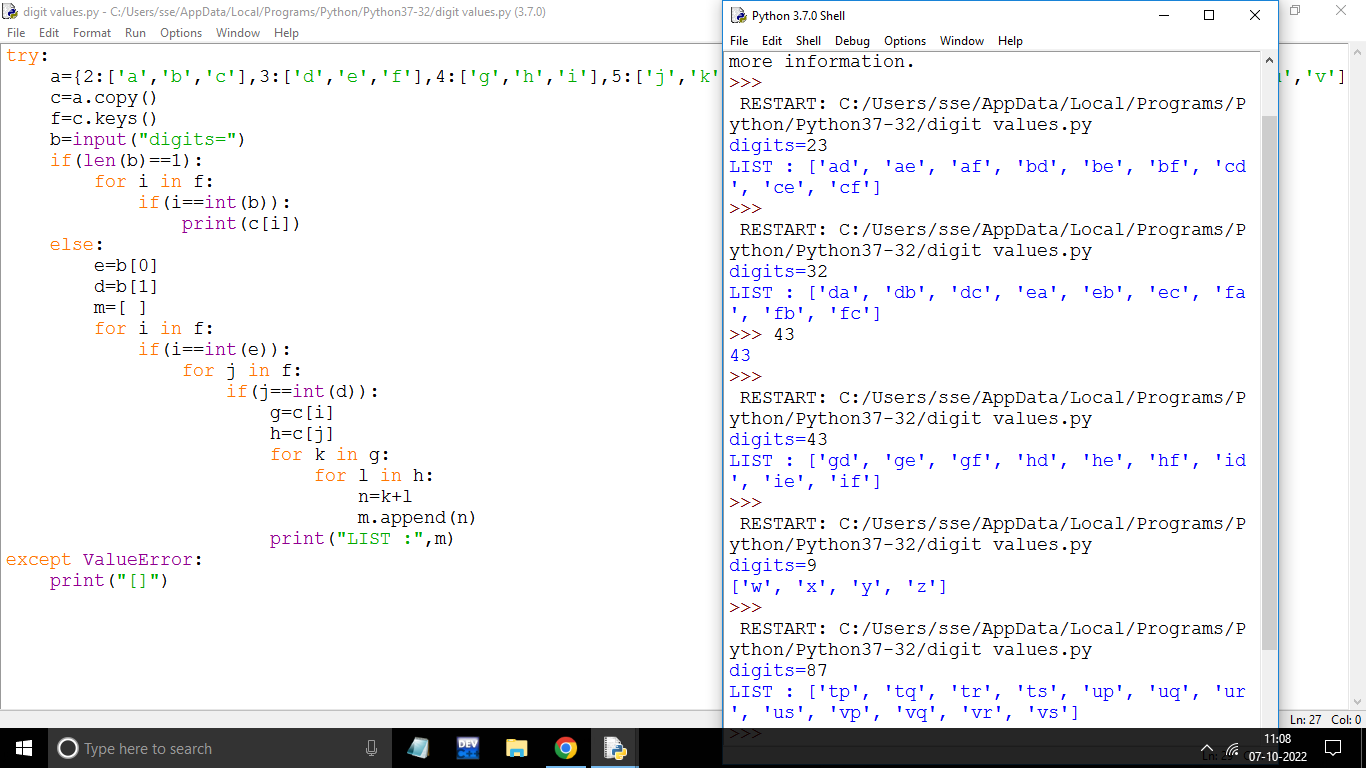 digit values.py - C:/Users/sse/AppData/Local/Programs/Python/Python37-32/digit values.py (3.7.0)
File Edit Format Run Options Window Help
try:
    a={2:['a','b','c'],3:['d','e','f'],4:['g','h','i'],5:['j','k'
','v']
    c=a.copy()
    f=c.keys()
    b=input("digits=")
    if(len(b)==1):
        for i in f:
            if(i==int(b)):
                print(c[i])
    else:
        e=b[0]
        d=b[1]
        m=[ ]
        for i in f:
            if(i==int(e)):
                for j in f:
                    if(j==int(d)):
                        g=c[i]
                        h=c[j]
                        for k in g:
                            for l in h:
                                n=k+l
                                m.append(n)
                        print("LIST :",m)
except ValueError:
    print("[]")
Python 3.7.0 Shell
File Edit Shell Debug Options Window Help
more information.
>>>
 RESTART: C:/Users/sse/AppData/Local/Programs/P
ython/Python37-32/digit values.py
digits=23
LIST : ['ad', 'ae', 'af', 'bd', 'be', 'bf', 'cd
', 'ce', 'cf']
>>>
 RESTART: C:/Users/sse/AppData/Local/Programs/P
ython/Python37-32/digit values.py
digits=32
LIST : ['da', 'db', 'dc', 'ea', 'eb', 'ec', 'fa
', 'fb', 'fc']
>>> 43
43
>>>
 RESTART: C:/Users/sse/AppData/Local/Programs/P
ython/Python37-32/digit values.py
digits=43
LIST : ['gd', 'ge', 'gf', 'hd', 'he', 'hf', 'id
', 'ie', 'if']
>>>
 RESTART: C:/Users/sse/AppData/Local/Programs/P
ython/Python37-32/digit values.py
digits=9
['w', 'x', 'y', 'z']
>>>
 RESTART: C:/Users/sse/AppData/Local/Programs/P
ython/Python37-32/digit values.py
digits=87
LIST : ['tp', 'tq', 'tr', 'ts', 'up', 'uq', 'ur
', 'us', 'vp', 'vq', 'vr', 'vs']
>>>
Ln: 27 Col: 0
Type here to search
DEV
11:08
07-10-2022